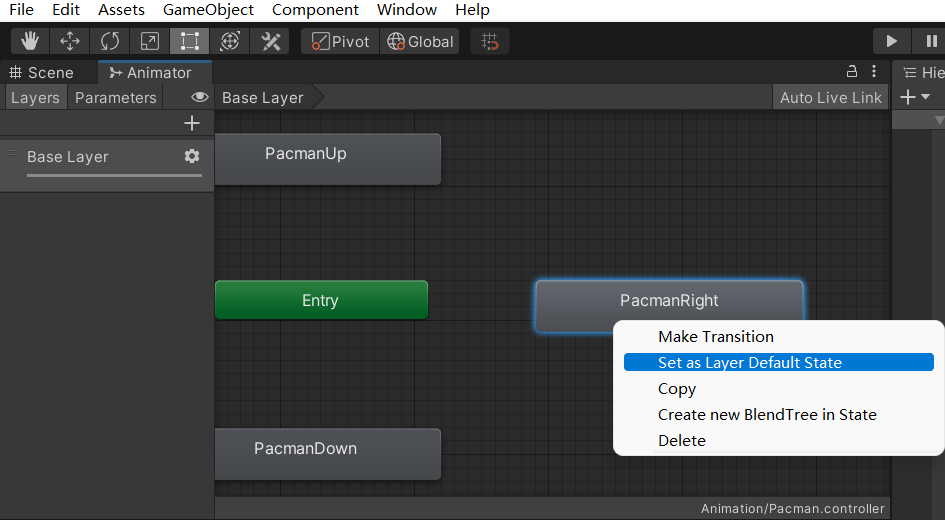 File Edit Assets GameObject Component Window Help
Pivot Global
Scene Animator Hie
Layers Parameters Base Layer Auto Live Link
Base Layer
PacmanUp
Entry
PacmanRight
Make Transition
Set as Layer Default State
Copy
Create new BlendTree in State
Delete
PacmanDown
Animation/Pacman.controller